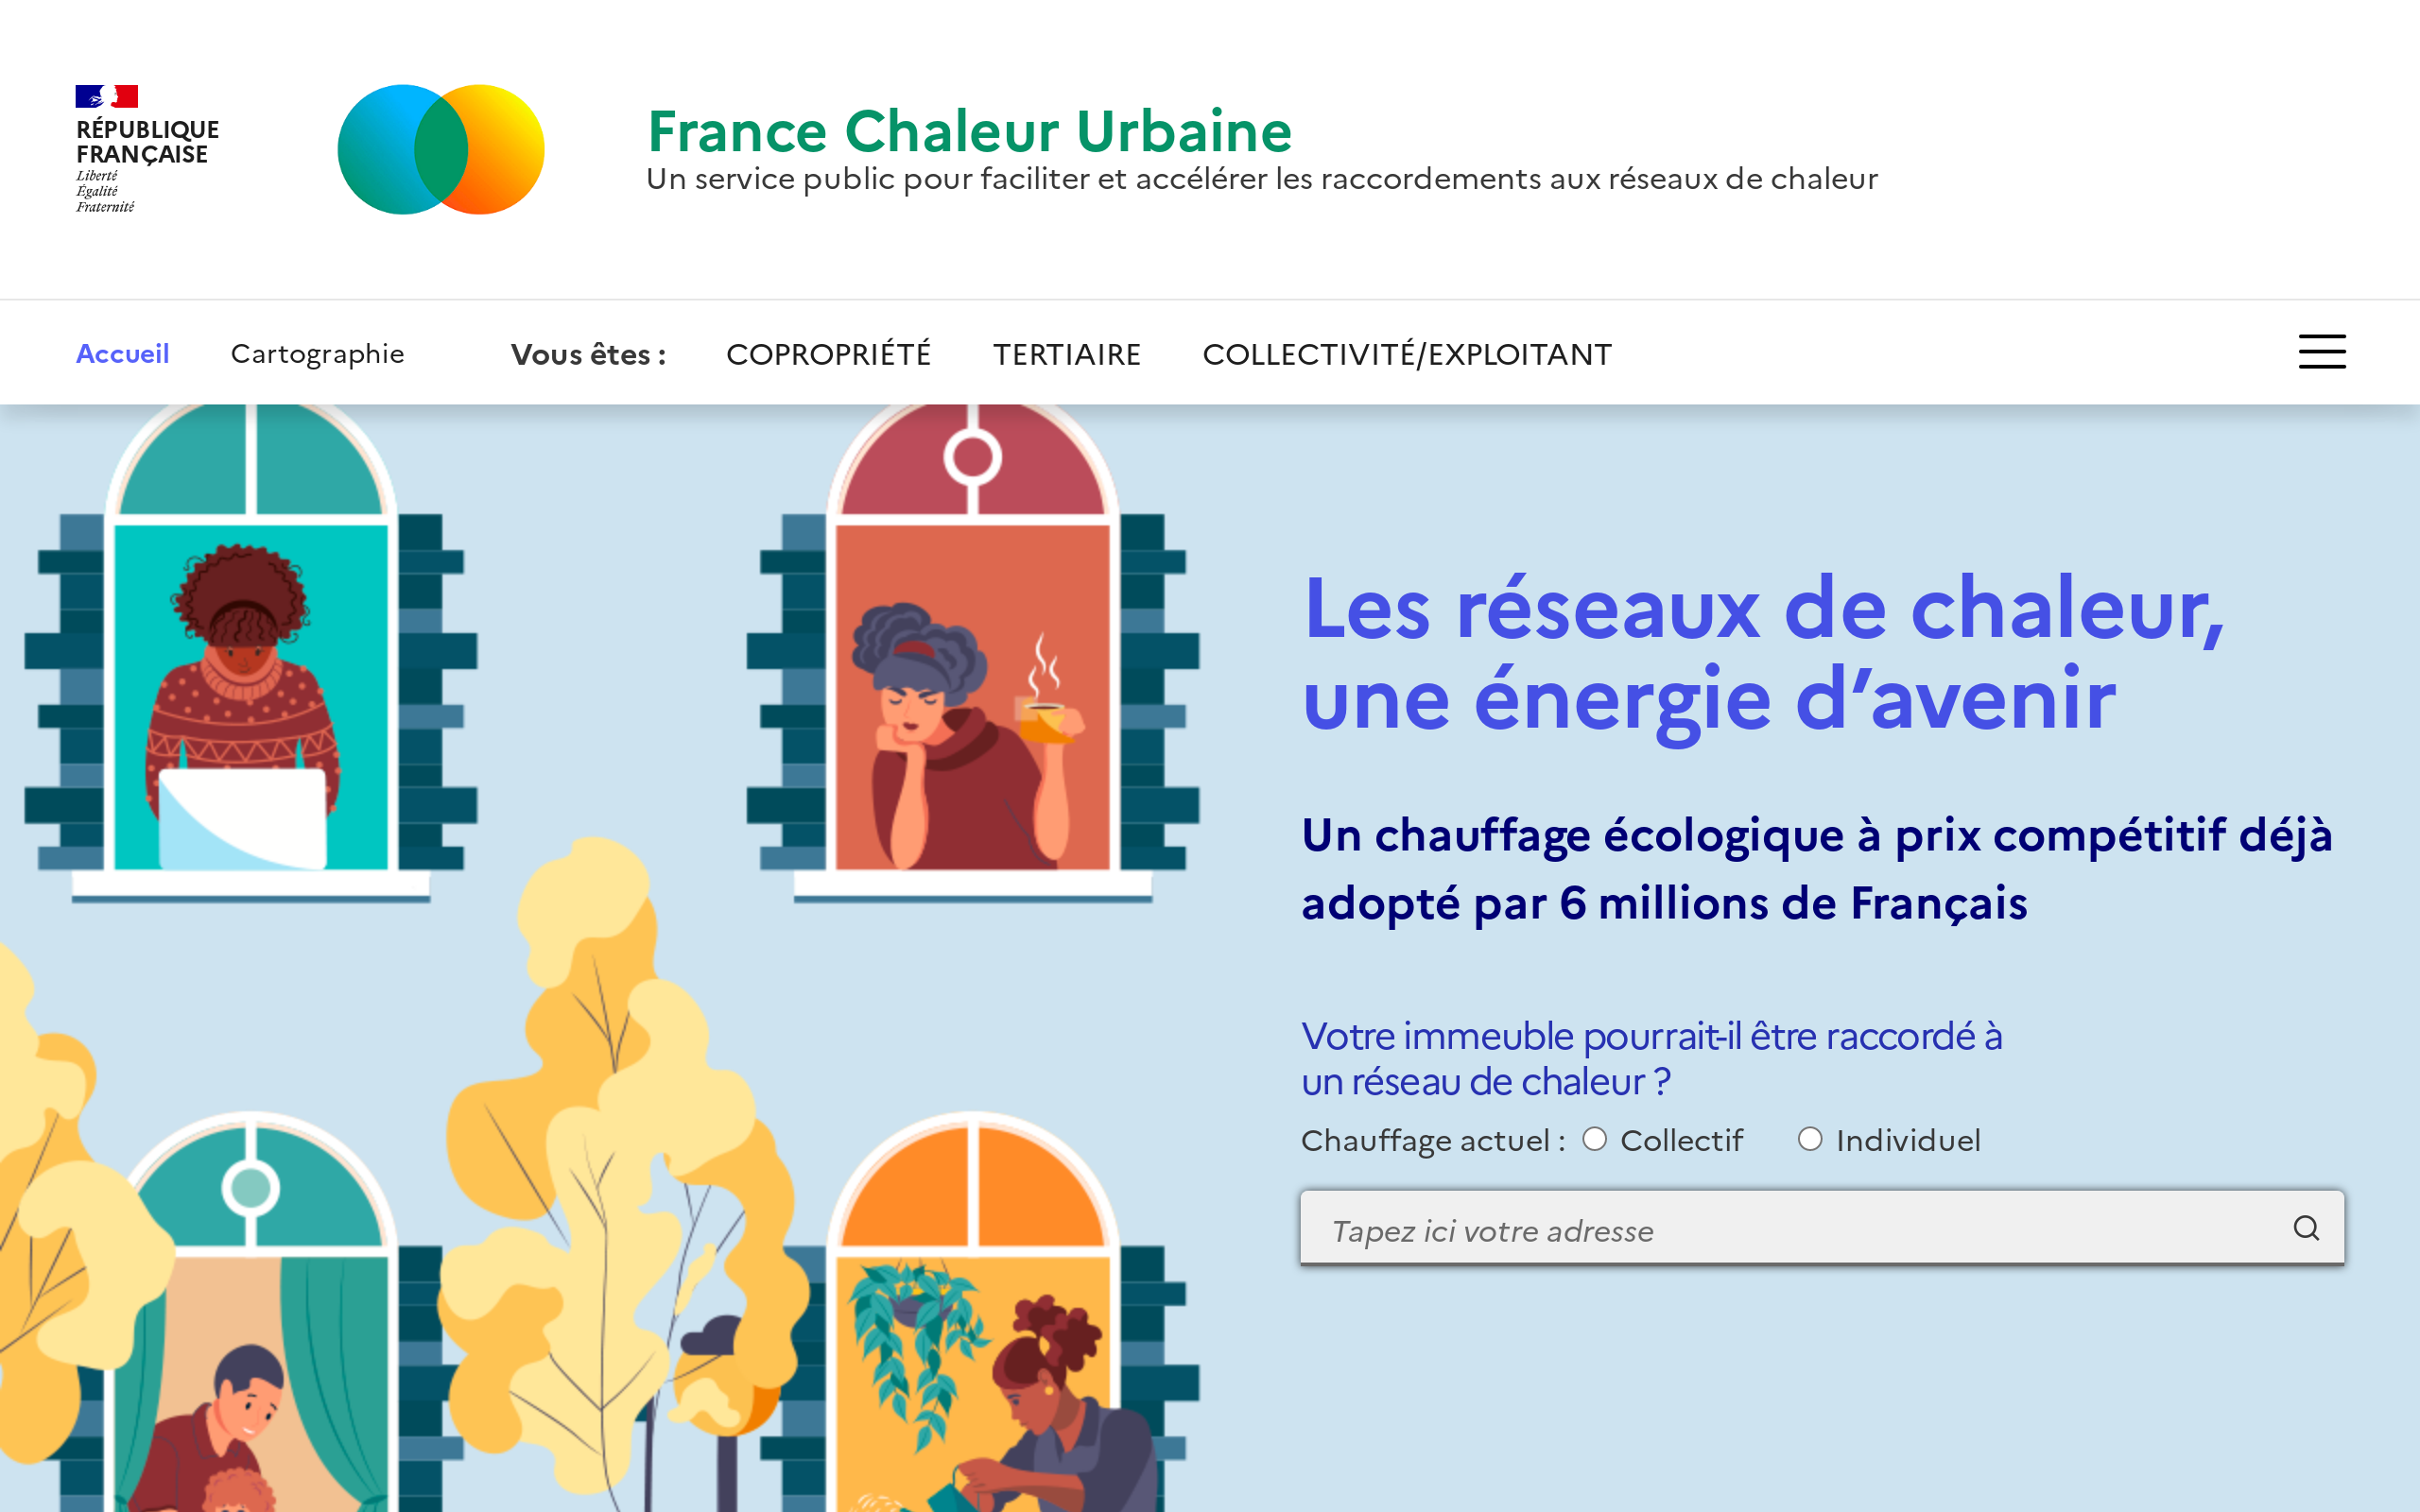 RÉPUBLIQUE
FRANÇAISE
Liberté
Égalité
Fraternité
France Chaleur Urbaine
Un service public pour faciliter et accélérer les raccordements aux réseaux de chaleur
Accueil Cartographie Vous êtes : COPROPRIÉTÉ TERTIAIRE COLLECTIVITÉ/EXPLOITANT
Les réseaux de chaleur,
une énergie d’avenir
Un chauffage écologique à prix compétitif déjà
adopté par 6 millions de Français
Votre immeuble pourrait-il être raccordé à
un réseau de chaleur ?
Chauffage actuel : Collectif Individuel
Tapez ici votre adresse